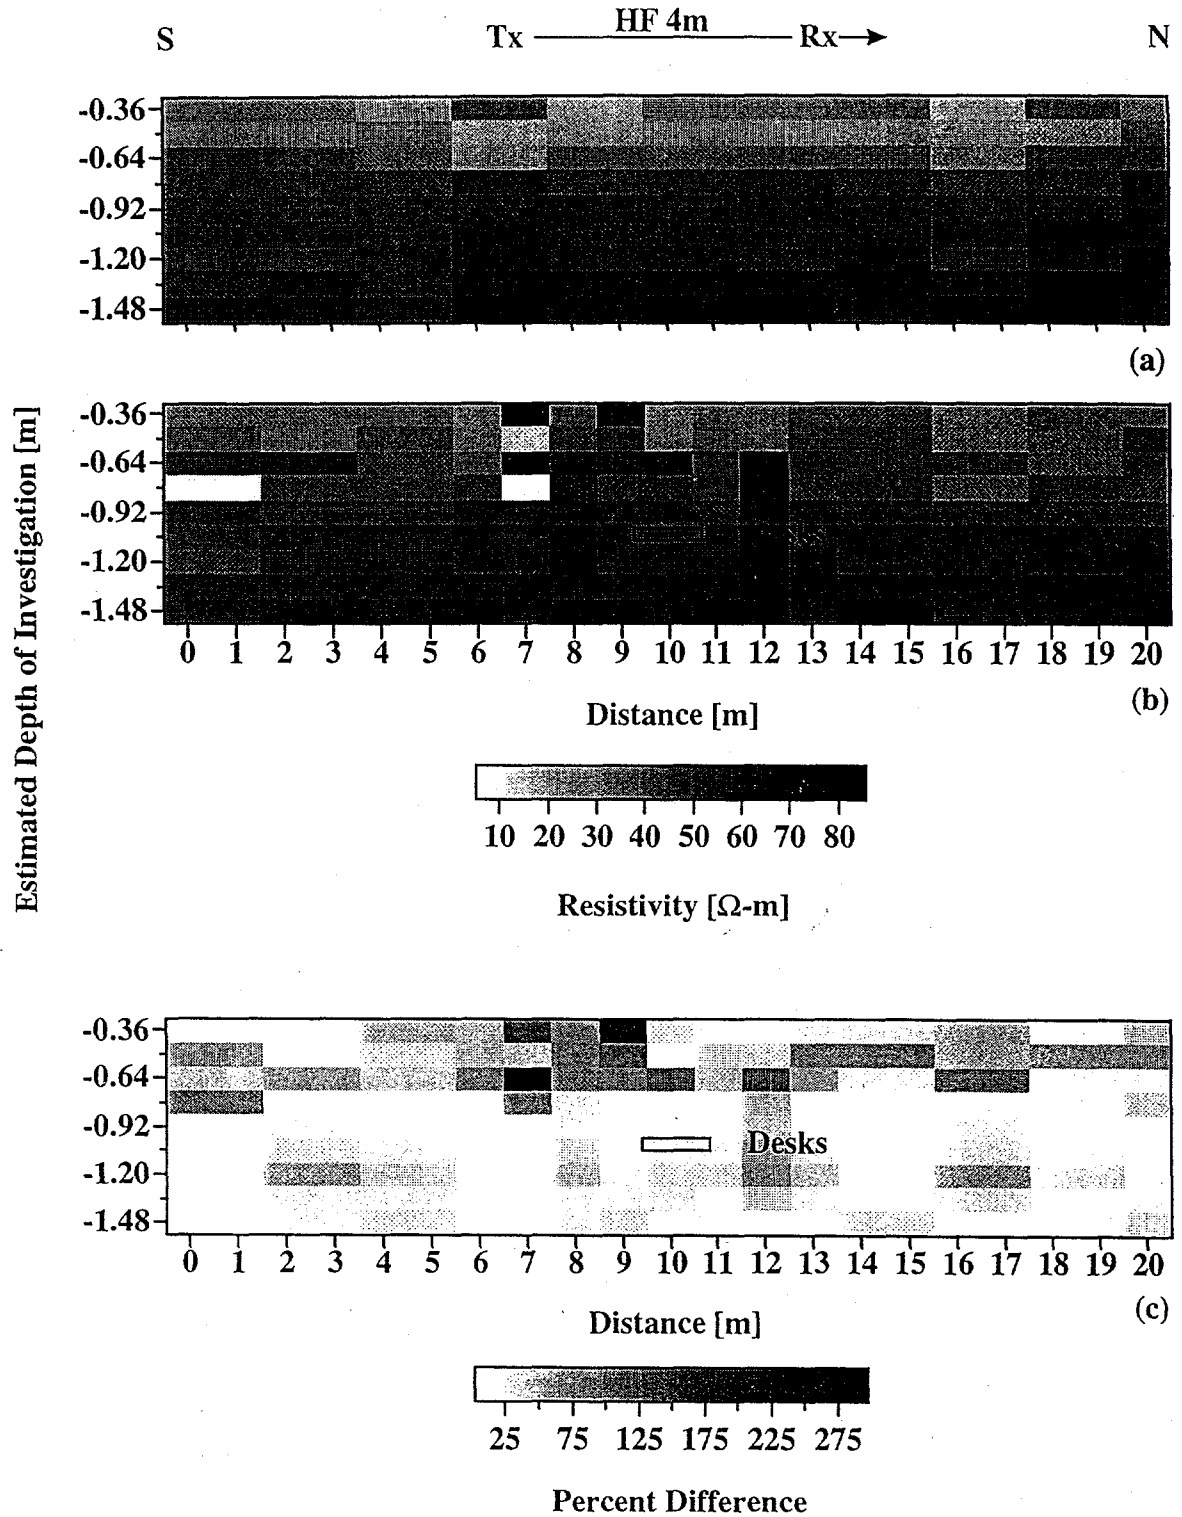 S Tx HF 4m Rx N
-0.36
-0.64
-0.92
-1.20
-1.48
(a)
Estimated Depth of Investigation [m]
-0.36
-0.64
-0.92
-1.20
-1.48
0 1 2 3 4 5 6 7 8 9 10 11 12 13 14 15 16 17 18 19 20
(b)
Distance [m]
10 20 30 40 50 60 70 80
Resistivity [Ω-m]
-0.36
-0.64
-0.92
Desks
-1.20
-1.48
0 1 2 3 4 5 6 7 8 9 10 11 12 13 14 15 16 17 18 19 20
(c)
Distance [m]
25 75 125 175 225 275
Percent Difference